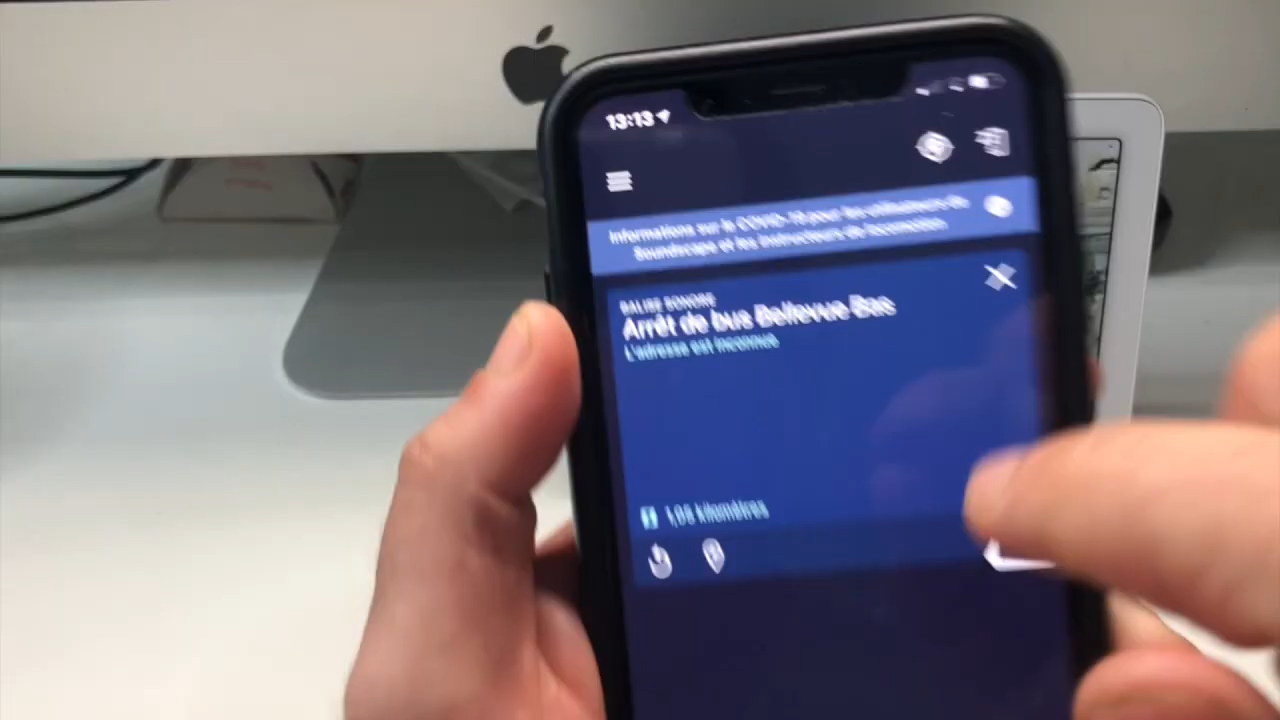 13:13
Informations sur le COVID-19 pour les utilisateurs de
Soundscape et les instructeurs de locomotion.
BALISE SONORE
Arrêt de bus Bellevue Bas
L'adresse est inconnue
kilomètres